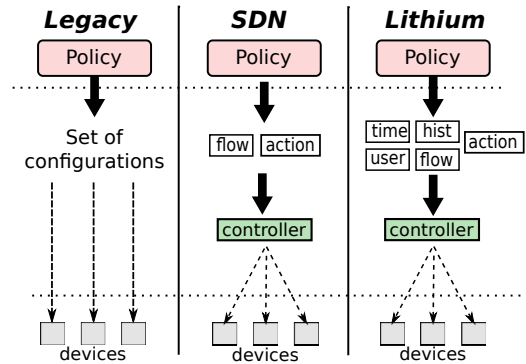 Legacy
SDN
Lithium
Policy
Policy
Policy
Set of
configurations
flow
action
time
hist
user
flow
action
controller
controller
devices
devices
devices